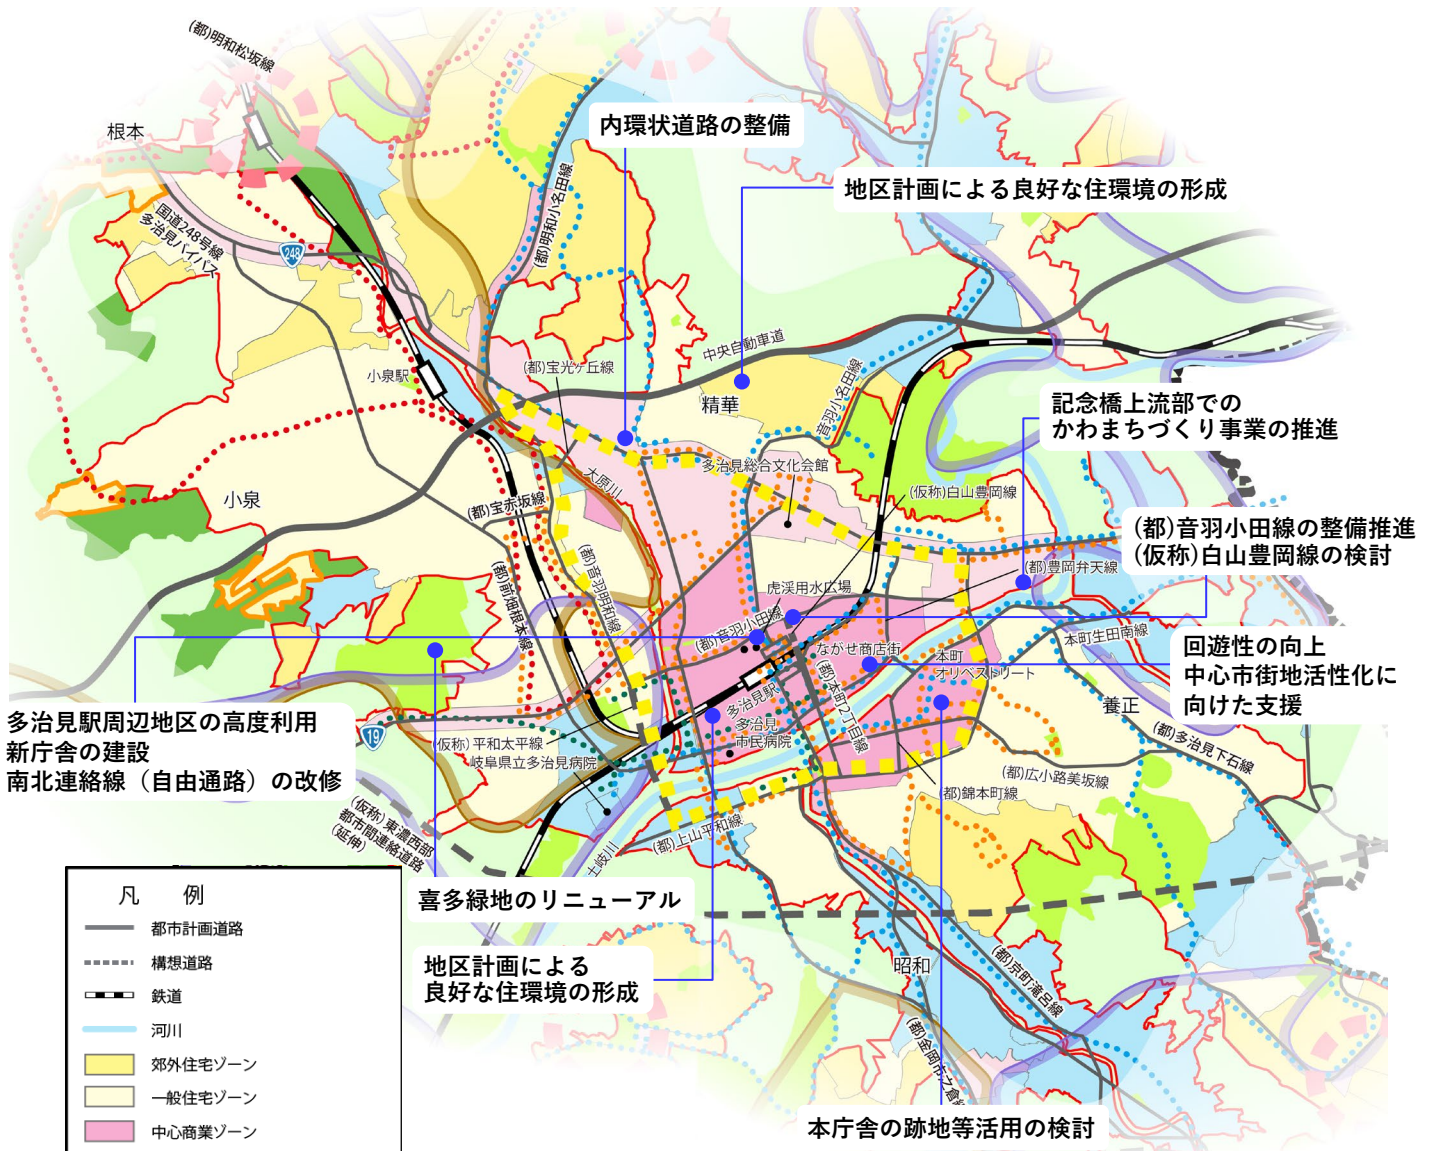 (都)明和松坂線
根本
内環状道路の整備
地区計画による良好な住環境の形成
国道248号線
多治見バイパス
248
(都)明和小名田線
中央自動車道
小泉駅
(都)宝光ケ丘線
精華
音羽小名田線
記念橋上流部での
かわまちづくり事業の推進
多治見総合文化会館
大原川
小泉
(都)宝赤坂線
(仮称)白山豊岡線
(都)音羽小田線の整備推進
(仮称)白山豊岡線の検討
(都)前畑根本線
(都)音羽明和線
(都)豊岡弁天線
虎渓用水広場
(都)音羽小田線
本町生田南線
ながせ商店街
本町
オリベストリート
回遊性の向上
中心市街地活性化に
向けた支援
養正
多治見駅
(都)本町2丁目線
多治見駅周辺地区の高度利用
新庁舎の建設
南北連絡線（自由通路）の改修
19
(仮称)平和太平線
岐阜県立多治見病院
多治見
市民病院
(都)多治見下石線
(都)広小路美坂線
(都)錦本町線
(仮称)東濃西部
都市間連絡道路
(延伸)
(都)上山平和線
土岐川
喜多緑地のリニューアル
地区計画による
良好な住環境の形成
昭和
(都)京町滝呂線
(都)金岡市之倉線
本庁舎の跡地等活用の検討
凡　例
都市計画道路
構想道路
鉄道
河川
郊外住宅ゾーン
一般住宅ゾーン
中心商業ゾーン